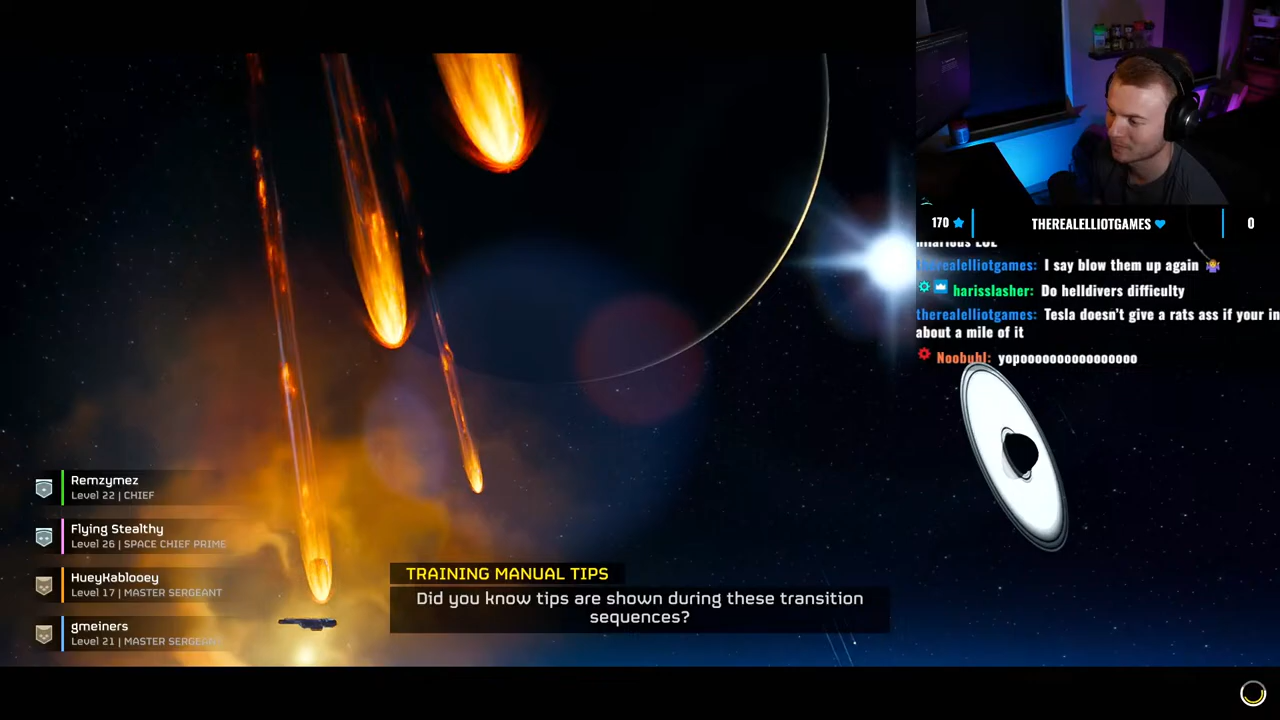 170
THEREALELLIOTGAMES
0
hilarious LOL
therealelliotgames: I say blow them up again
harisslasher: Do helldivers difficulty
therealelliotgames: Tesla doesn't give a rats ass if your in
about a mile of it
Noobuhl: yopoooooooooooooooo
Remzymez
Level 22 | CHIEF
Flying Stealthy
Level 26 | SPACE CHIEF PRIME
HueyKablooey
Level 17 | MASTER SERGEANT
gmeiners
Level 21 | MASTER SERGEANT
TRAINING MANUAL TIPS
Did you know tips are shown during these transition
sequences?